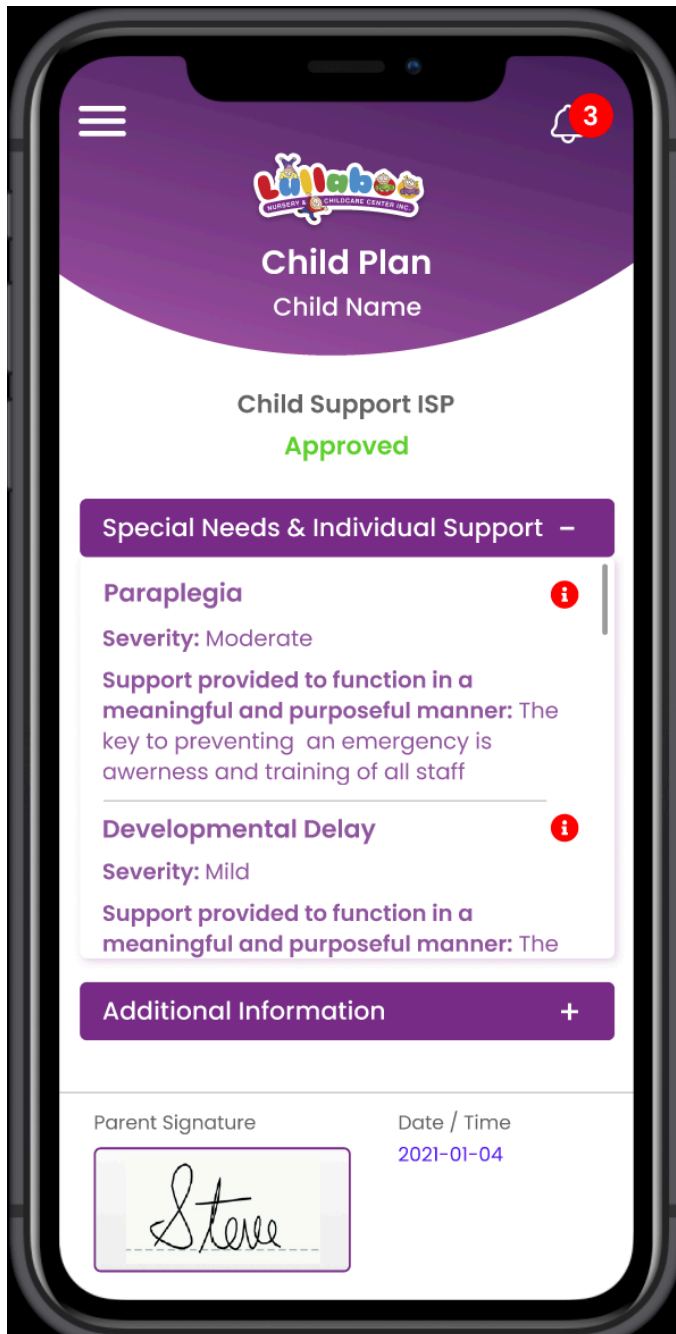 3
Lullaboo
NURSERY & CHILDCARE CENTER INC.
Child Plan
Child Name
Child Support ISP
Approved
Special Needs & Individual Support –
Paraplegia
Severity: Moderate
Support provided to function in a
meaningful and purposeful manner: The
key to preventing an emergency is
awerness and training of all staff
Developmental Delay
Severity: Mild
Support provided to function in a
meaningful and purposeful manner: The
Additional Information +
Parent Signature
Date / Time
2021-01-04
Steve